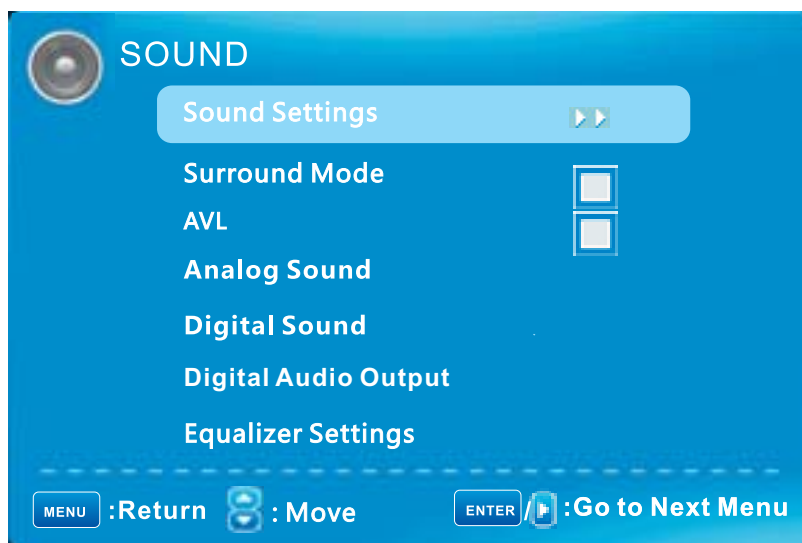 SOUND
Sound Settings
Surround Mode
AVL
Analog Sound
Digital Sound
Digital Audio Output
Equalizer Settings
MENU :Return : Move ENTER / :Go to Next Menu